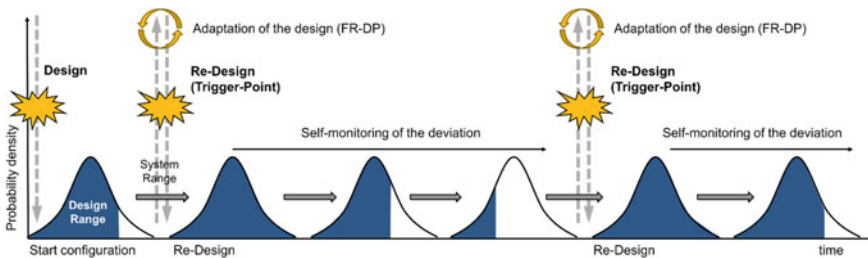 Adaptation of the design (FR-DP)
Adaptation of the design (FR-DP)
Design
Re-Design
(Trigger-Point)
Re-Design
(Trigger-Point)
Self-monitoring of the deviation
Self-monitoring of the deviation
Probability density
System
Range
Design
Range
Start configuration
Re-Design
Re-Design
time